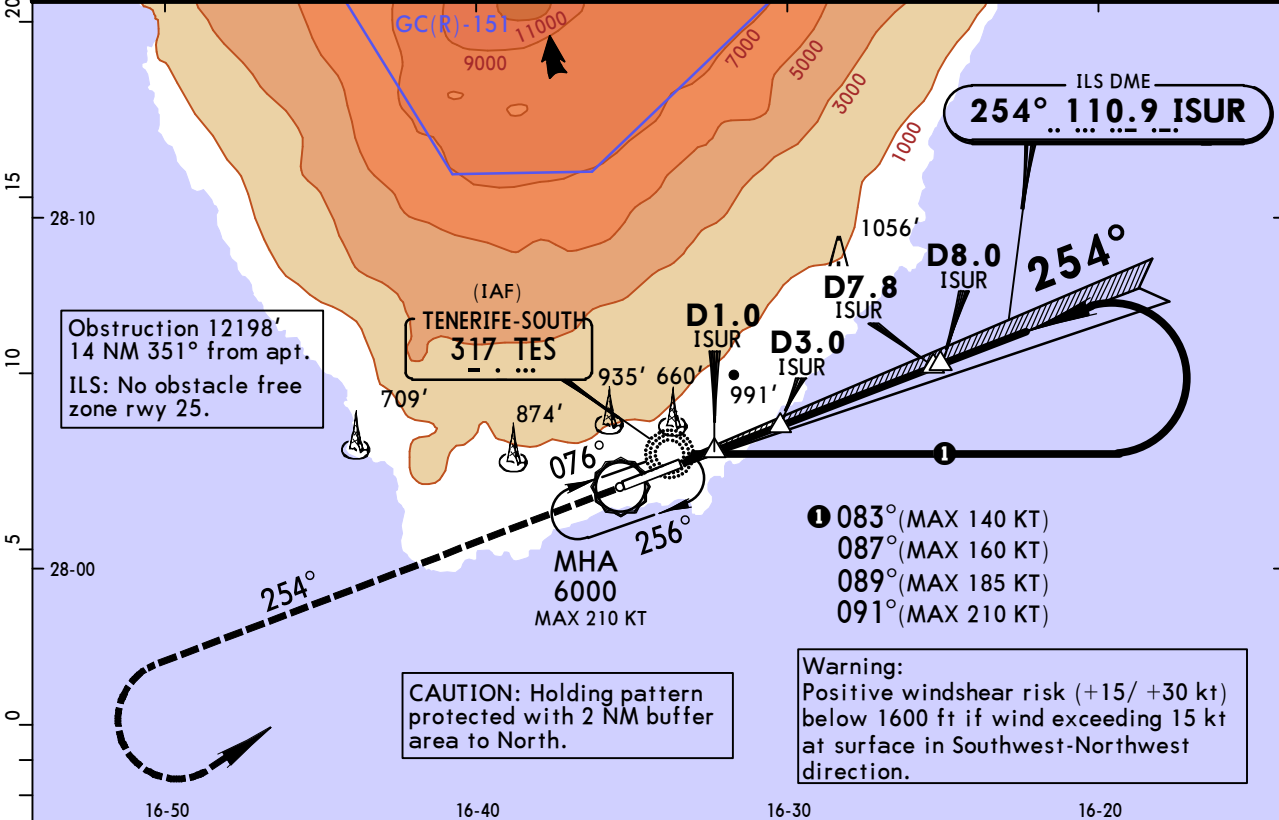 20
GC(R)-151
11000
9000
7000
5000
3000
1000
ILS DME
254° 110.9 ISUR
15
28-10
1056'
D8.0
ISUR
254°
D7.8
ISUR
(IAF)
TENERIFE-SOUTH
317 TES
D1.0
ISUR
D3.0
ISUR
Obstruction 12198'
14 NM 351° from apt.
ILS: No obstacle free
zone rwy 25.
10
709'
874'
935'
660'
991'
076°
256°
1
5
28-00
MHA
6000
MAX 210 KT
1 083° (MAX 140 KT)
087° (MAX 160 KT)
089° (MAX 185 KT)
091° (MAX 210 KT)
254°
CAUTION: Holding pattern
protected with 2 NM buffer
area to North.
Warning:
Positive windshear risk (+15/ +30 kt)
below 1600 ft if wind exceeding 15 kt
at surface in Southwest-Northwest
direction.
0
16-50
16-40
16-30
16-20